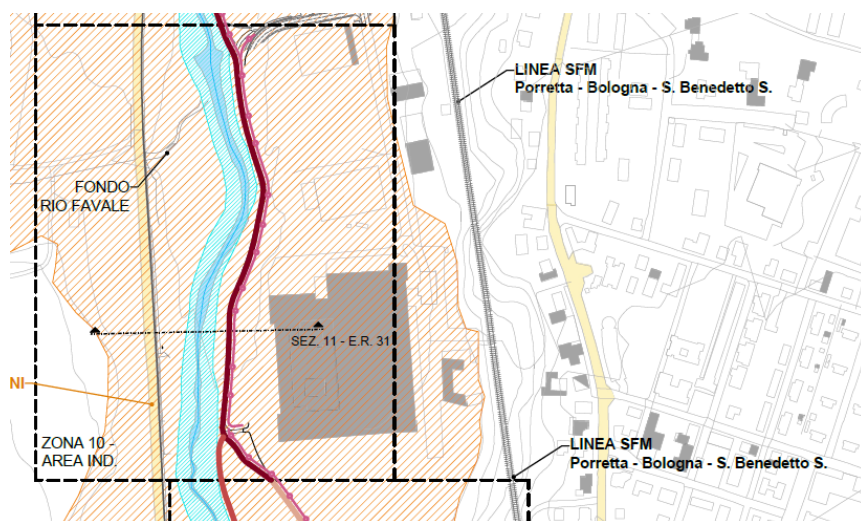 LINEA SFM
Porretta - Bologna - S. Benedetto S.
FONDO
RIO FAVALE
SEZ. 11 - E.R. 31
NI
ZONA 10 -
AREA IND.
LINEA SFM
Porretta - Bologna - S. Benedetto S.